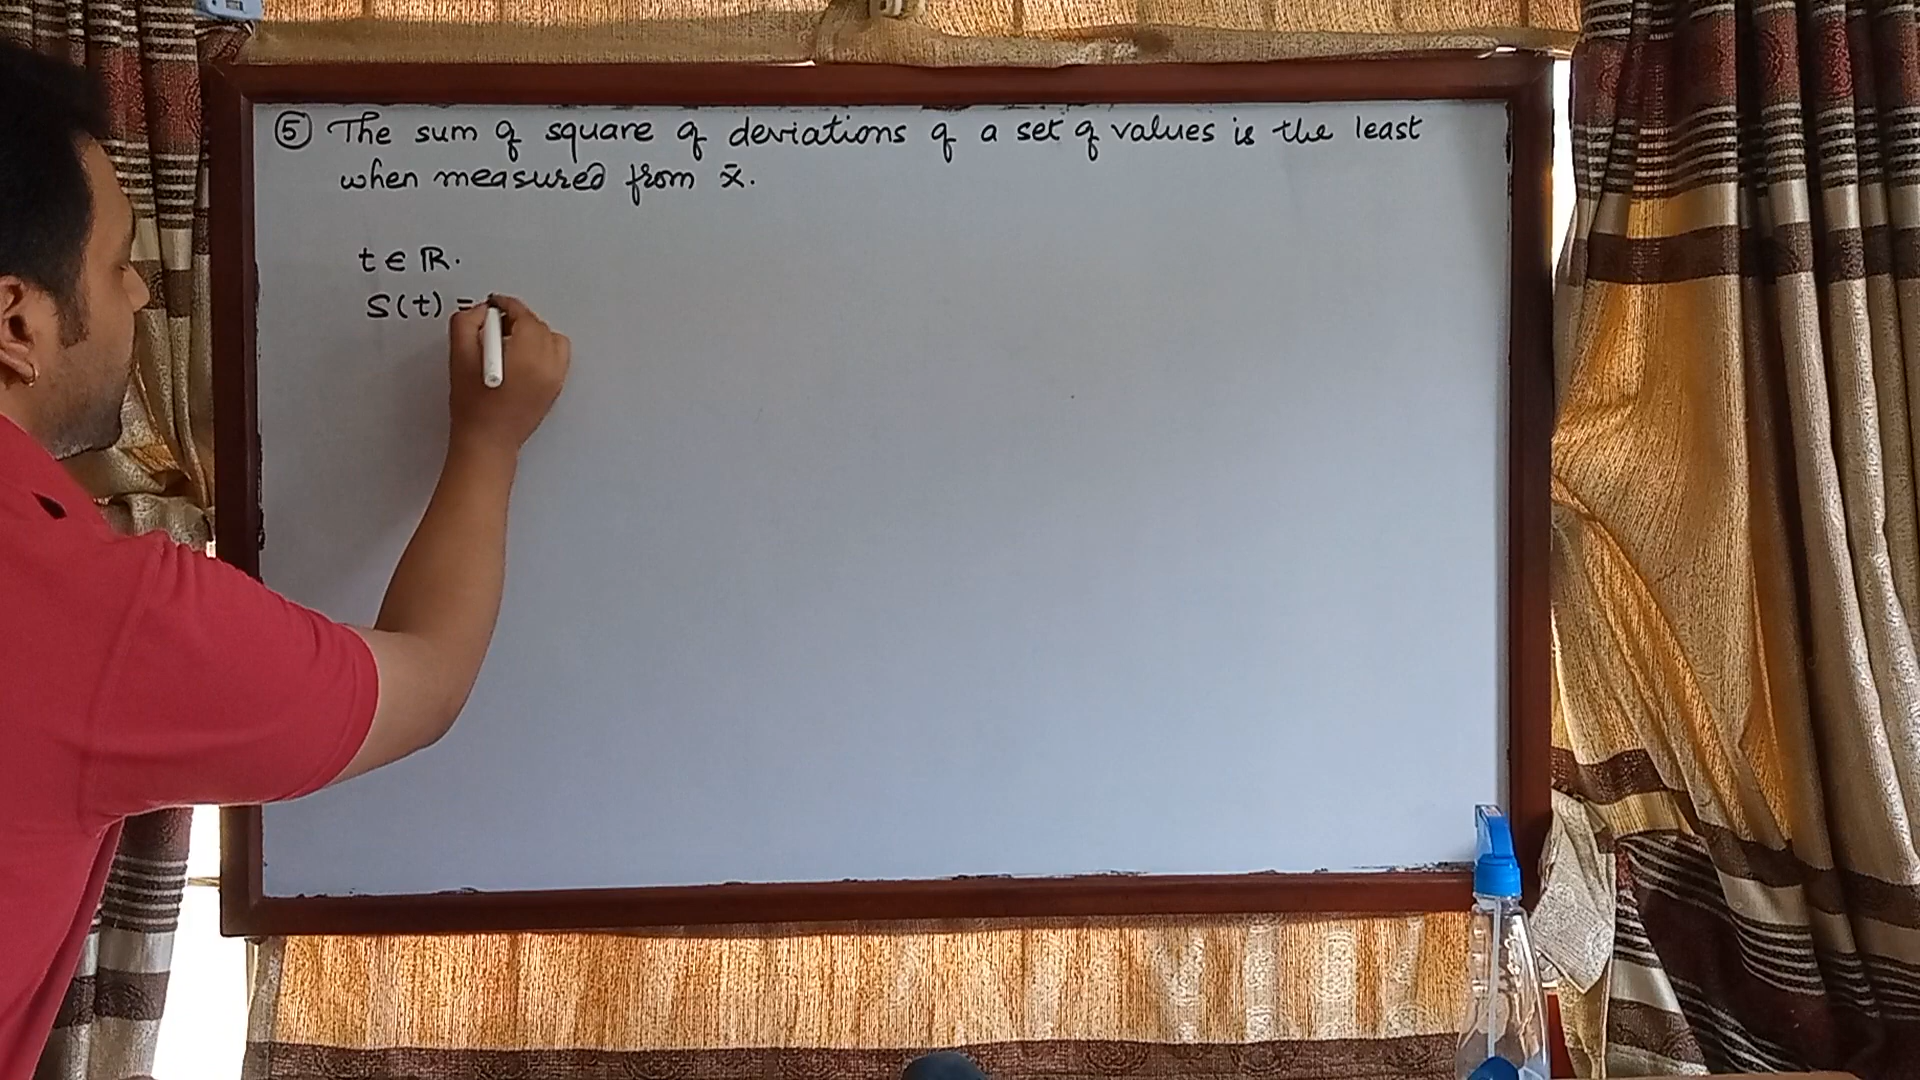 ⑤ The sum of square of deviations of a set of values is the least
when measured from x̄.
t ∈ ℝ.
S(t) =